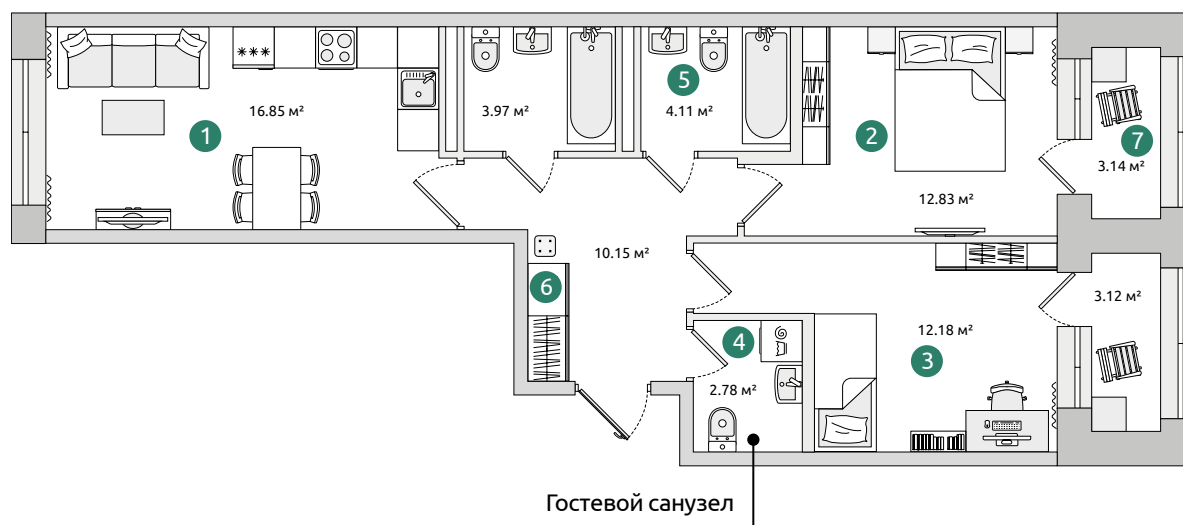 16.85 м²
1
3.97 м²
5
4.11 м²
2
12.83 м²
7
3.14 м²
10.15 м²
6
3.12 м²
12.18 м²
3
4
2.78 м²
Гостевой санузел